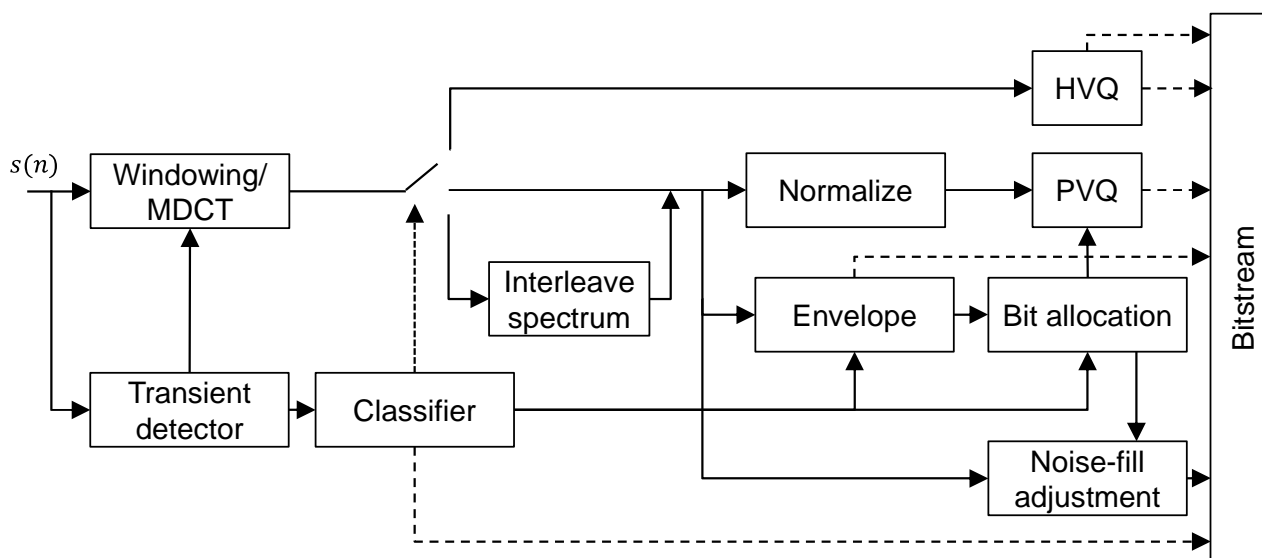 HVQ
s(n)
Windowing/
MDCT
Normalize
PVQ
Interleave
spectrum
Envelope
Bit allocation
Bitstream
Transient
detector
Classifier
Noise-fill
adjustment